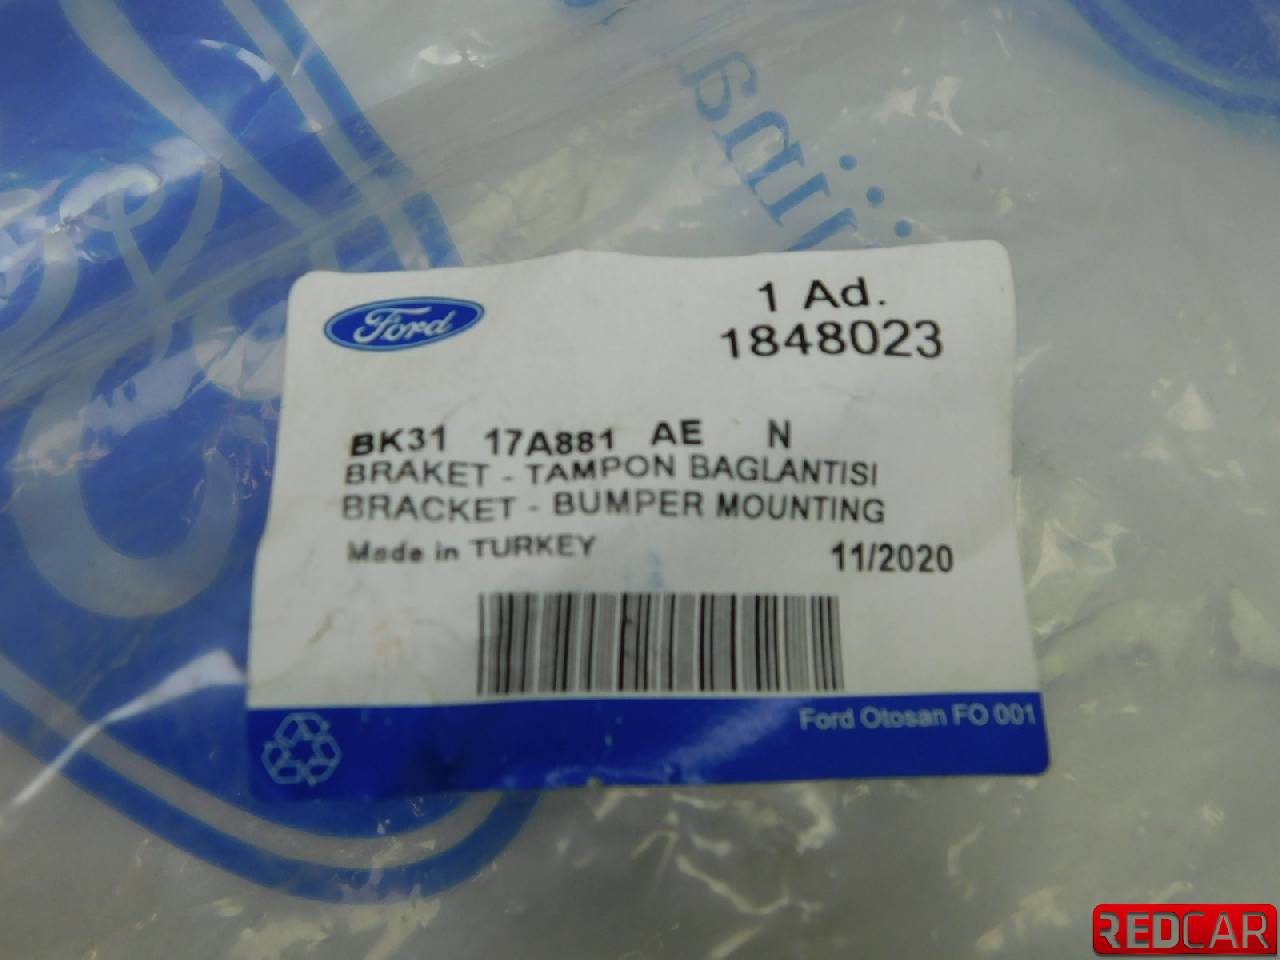 Ford
1 Ad.
1848023
BK31 17A881 AE N
BRAKET - TAMPON BAGLANTISI
BRACKET - BUMPER MOUNTING
Made in TURKEY
11/2020
Ford Otosan FO 001
REDCAR